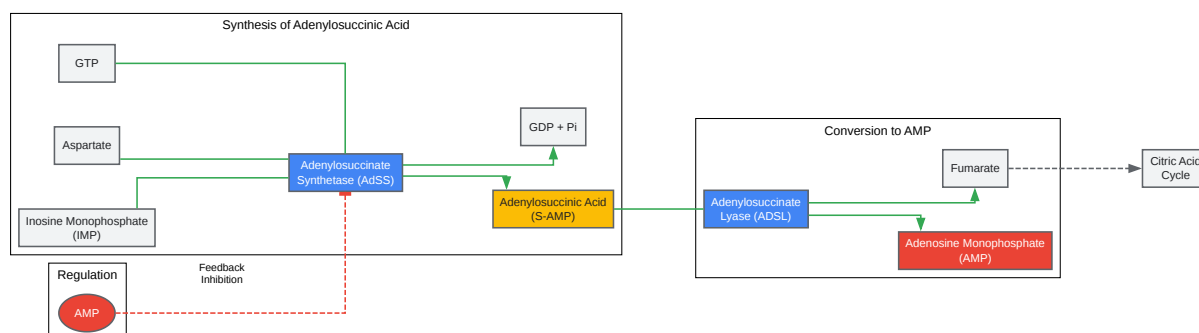 Synthesis of Adenylosuccinic Acid
GTP
Aspartate
Inosine Monophosphate
(IMP)
Adenylosuccinate
Synthetase (AdSS)
GDP + Pi
Adenylosuccinic Acid
(S-AMP)
Conversion to AMP
Adenylosuccinate
Lyase (ADSL)
Fumarate
Adenosine Monophosphate
(AMP)
Citric Acid
Cycle
Regulation
AMP
Feedback
Inhibition